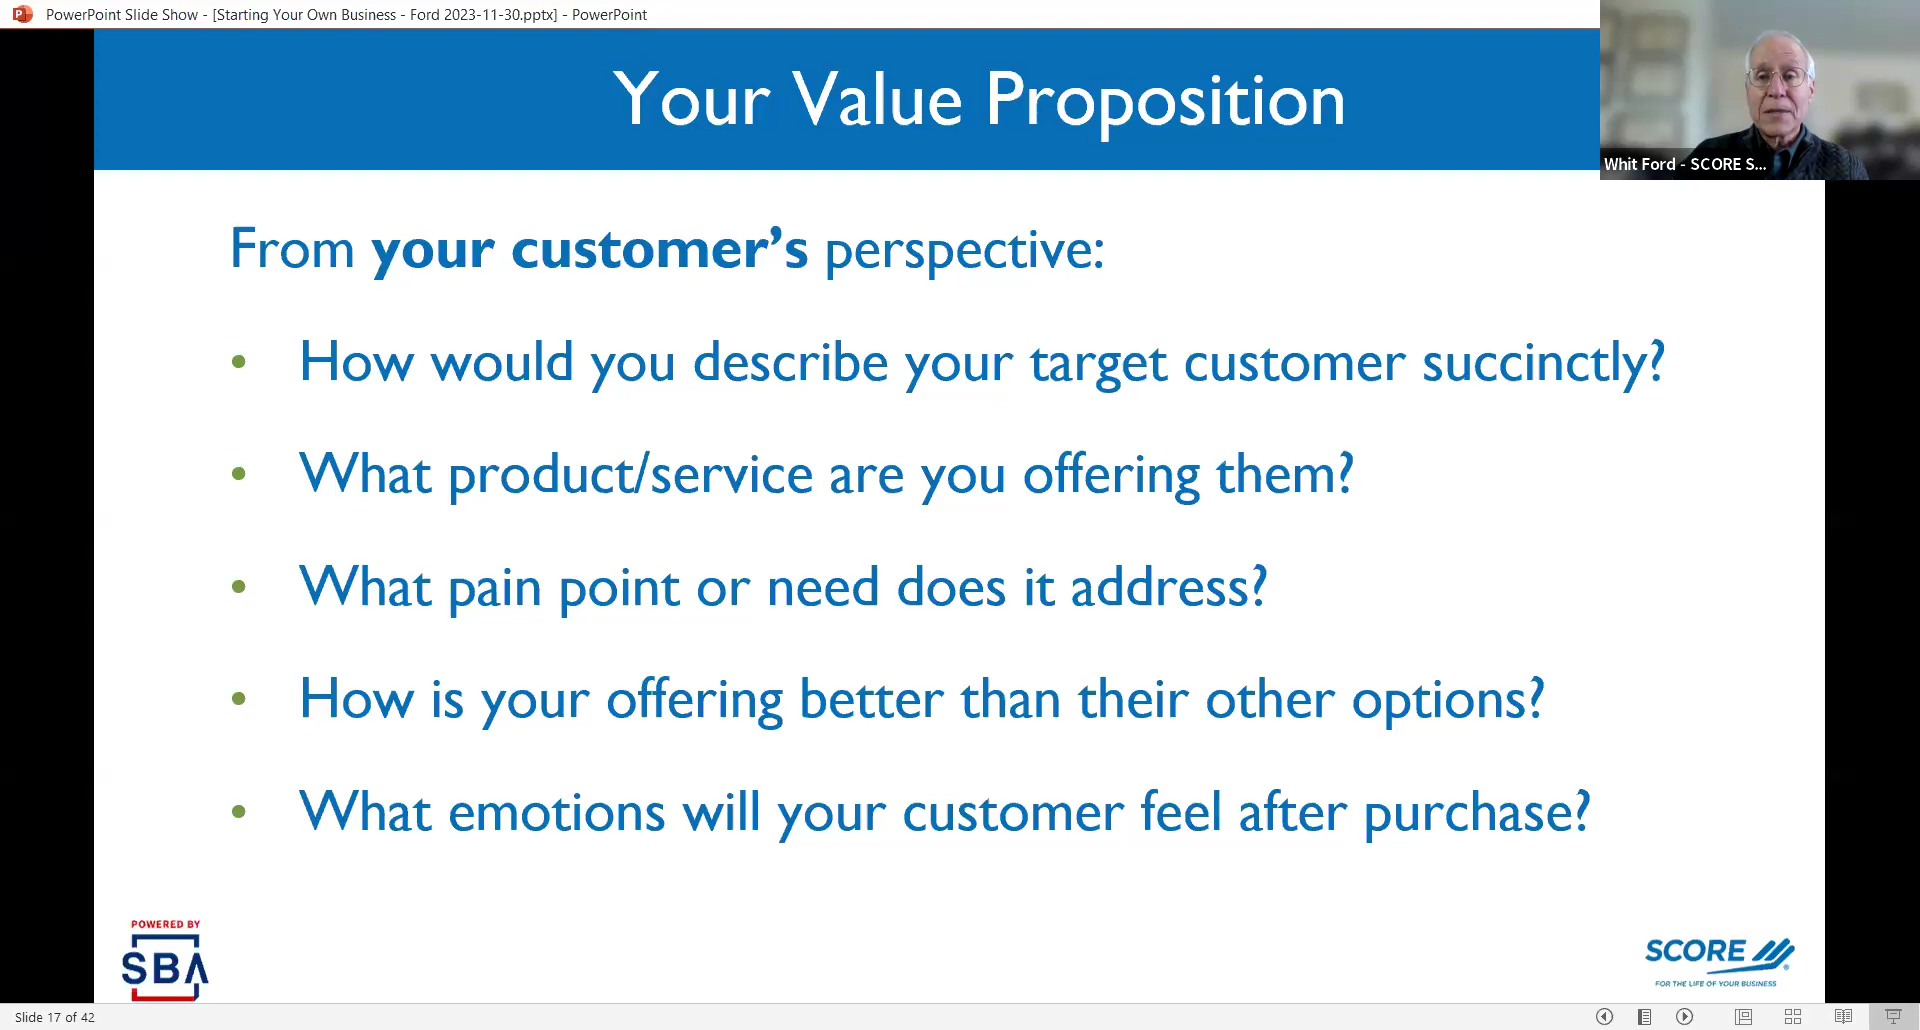 PowerPoint Slide Show - [Starting Your Own Business - Ford 2023-11-30.pptx] - PowerPoint
Your Value Proposition
Whit Ford - SCORE S...
From your customer’s perspective:
• How would you describe your target customer succinctly?
• What product/service are you offering them?
• What pain point or need does it address?
• How is your offering better than their other options?
• What emotions will your customer feel after purchase?
POWERED BY
SBA
SCORE
®
FOR THE LIFE OF YOUR BUSINESS
Slide 17 of 42